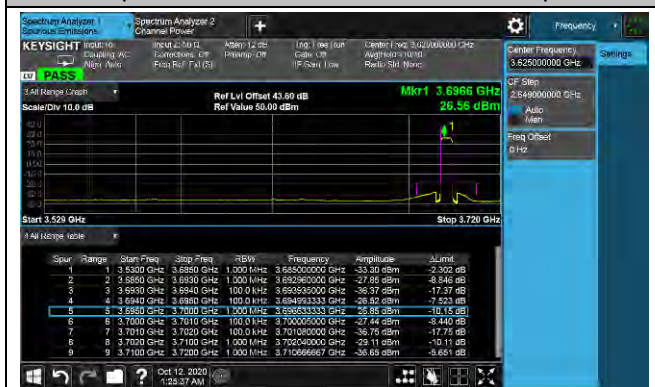 Spectrum Analyzer 1
Spurious Emissions
Spectrum Analyzer 2
Channel Power
Frequency
KEYSIGHT Input: RF
Coupling: AC
Align: Auto
Input Z: 50 Ω
Corrections: Off
Freq Ref: Ext (S)
Atten: 12 dB
Preamp: Off
Trig: Free Run
Gate: Off
IF Gain: Low
Center Freq: 3.625000000 GHz
Avg|Hold: 10/10
Radio Std: None
Center Frequency
3.625000000 GHz
Settings
PASS
CF Step
2.649000000 GHz
Auto
Man
Freq Offset
0 Hz
3 All Range Graph
Scale/Div 10.0 dB
Ref Lvl Offset 43.60 dB
Ref Value 50.00 dBm
Mkr1 3.6966 GHz
26.56 dBm
1
Start 3.529 GHz
Stop 3.720 GHz
4 All Range Table
Spur Range Start Freq Stop Freq RBW Frequency Amplitude ΔLimit
1 1 3.5300 GHz 3.6850 GHz 1.000 MHz 3.685000000 GHz -33.30 dBm -2.302 dB
2 2 3.6850 GHz 3.6930 GHz 1.000 MHz 3.692960000 GHz -27.85 dBm -8.846 dB
3 3 3.6930 GHz 3.6940 GHz 100.0 kHz 3.693935000 GHz -36.37 dBm -17.37 dB
4 4 3.6940 GHz 3.6950 GHz 100.0 kHz 3.694993333 GHz -26.52 dBm -7.523 dB
5 5 3.6950 GHz 3.7000 GHz 1.000 MHz 3.696633333 GHz 26.85 dBm -10.15 dB
6 6 3.7000 GHz 3.7010 GHz 100.0 kHz 3.700005000 GHz -27.44 dBm -8.440 dB
7 7 3.7010 GHz 3.7020 GHz 100.0 kHz 3.701080000 GHz -36.75 dBm -17.75 dB
8 8 3.7020 GHz 3.7100 GHz 1.000 MHz 3.702040000 GHz -29.11 dBm -10.11 dB
9 9 3.7100 GHz 3.7200 GHz 1.000 MHz 3.710666667 GHz -36.65 dBm -5.651 dB
Oct 12, 2020
1:25:37 AM